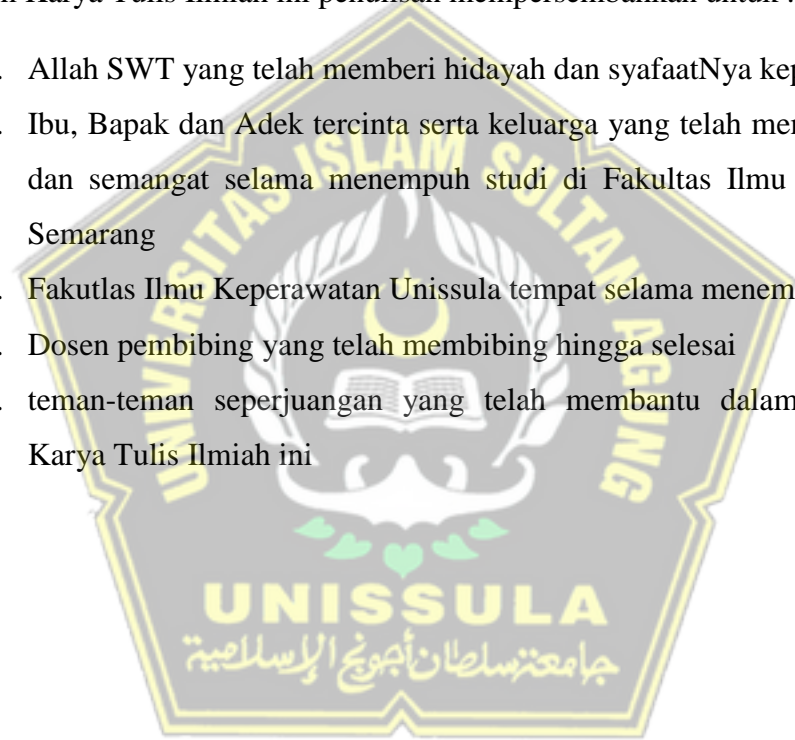 Karya Tulis Ilmiah ini penulisan mempersembahkan untuk :
. Allah SWT yang telah memberi hidayah dan syafaatNya
. Ibu, Bapak dan Adek tercinta serta keluarga yang telah
dan semangat selama menempuh studi di Fakultas Ilmu
Semarang
. Fakutlas Ilmu Keperawatan Unissula tempat selama
. Dosen pembibing yang telah membibing hingga selesai
. teman-teman seperjuangan yang telah membantu dalam
Karya Tulis Ilmiah ini
UNIVERSITAS ISLAM SULTAN AGUNG
UNISSULA
جامعة سلطان أجونج الإسلامية